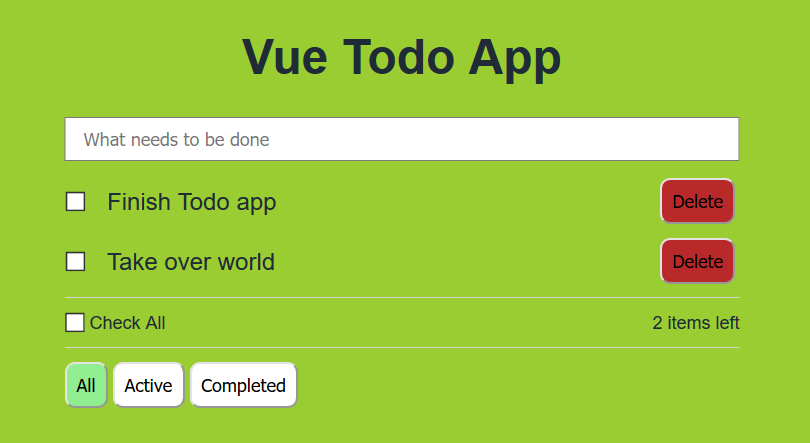 Vue Todo App
What needs to be done
Finish Todo app Delete
Take over world Delete
Check All 2 items left
All Active Completed